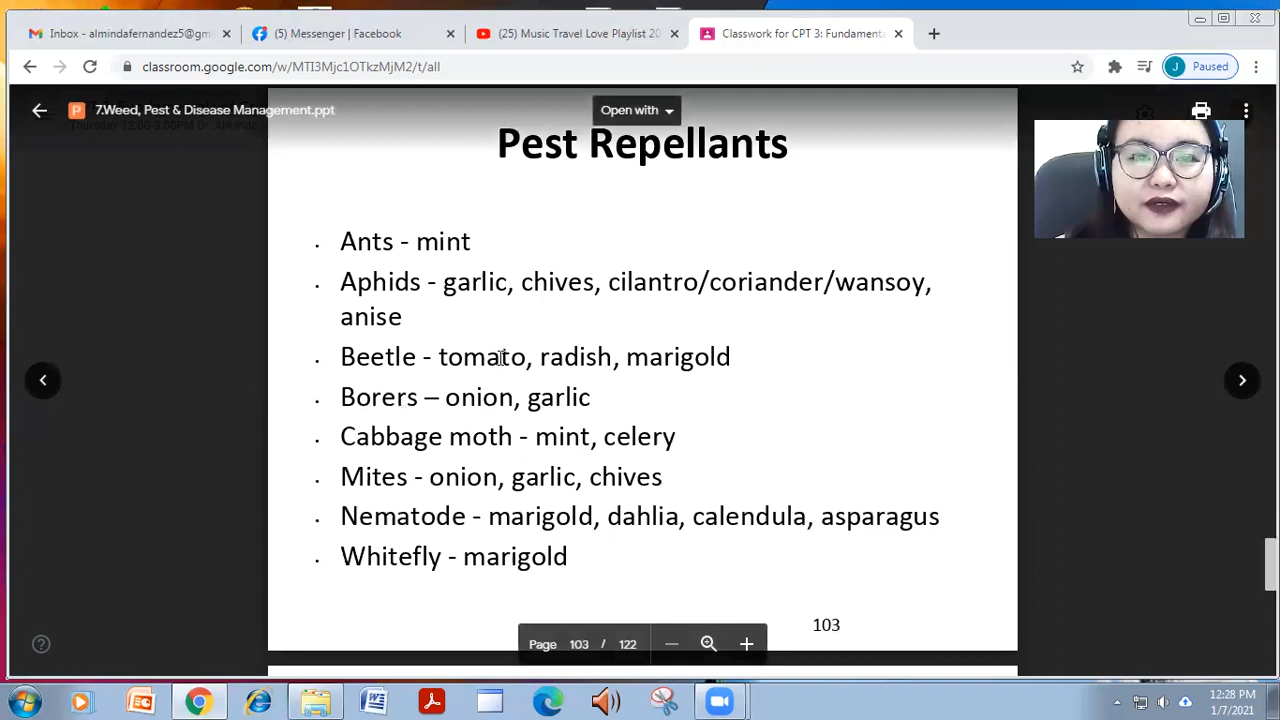 Inbox - almindafernandez5@gm
(5) Messenger | Facebook
(25) Music Travel Love Playlist 20
Classwork for CPT 3: Fundamenta
classroom.google.com/w/MTI3Mjc1OTkzMjM2/t/all
J Paused
P 7.Weed, Pest & Disease Management.ppt
Open with
Pest Repellants
• Ants - mint
• Aphids - garlic, chives, cilantro/coriander/wansoy,
anise
• Beetle - tomato, radish, marigold
• Borers – onion, garlic
• Cabbage moth - mint, celery
• Mites - onion, garlic, chives
• Nematode - marigold, dahlia, calendula, asparagus
• Whitefly - marigold
103
Page 103 / 122
12:28 PM
1/7/2021